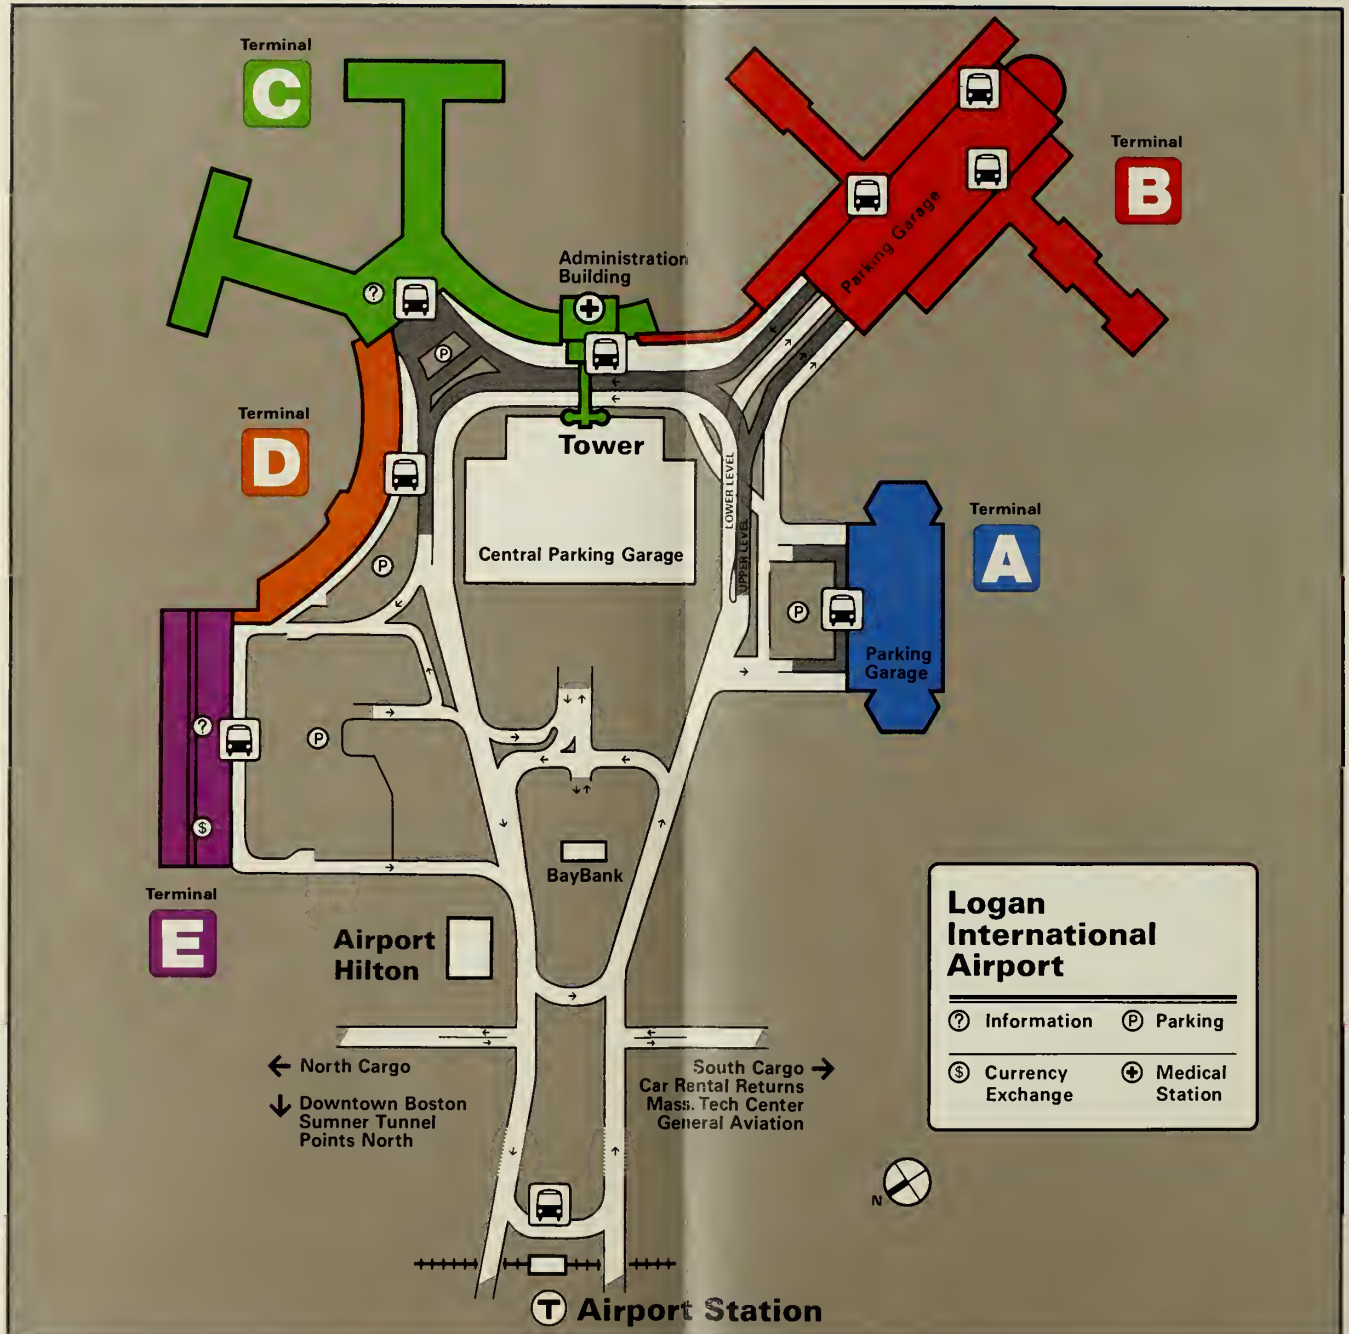 Terminal
C
Terminal
B
Administration
Building
Parking Garage
?
P
Terminal
D
Tower
Central Parking Garage
LOWER LEVEL
UPPER LEVEL
Terminal
A
P
P
Parking
Garage
?
P
$
Terminal
E
BayBank
Airport
Hilton
Logan
International
Airport
? Information
P Parking
$ Currency
Exchange
Medical
Station
← North Cargo
↓ Downtown Boston
Sumner Tunnel
Points North
South Cargo →
Car Rental Returns
Mass. Tech Center
General Aviation
N
T Airport Station